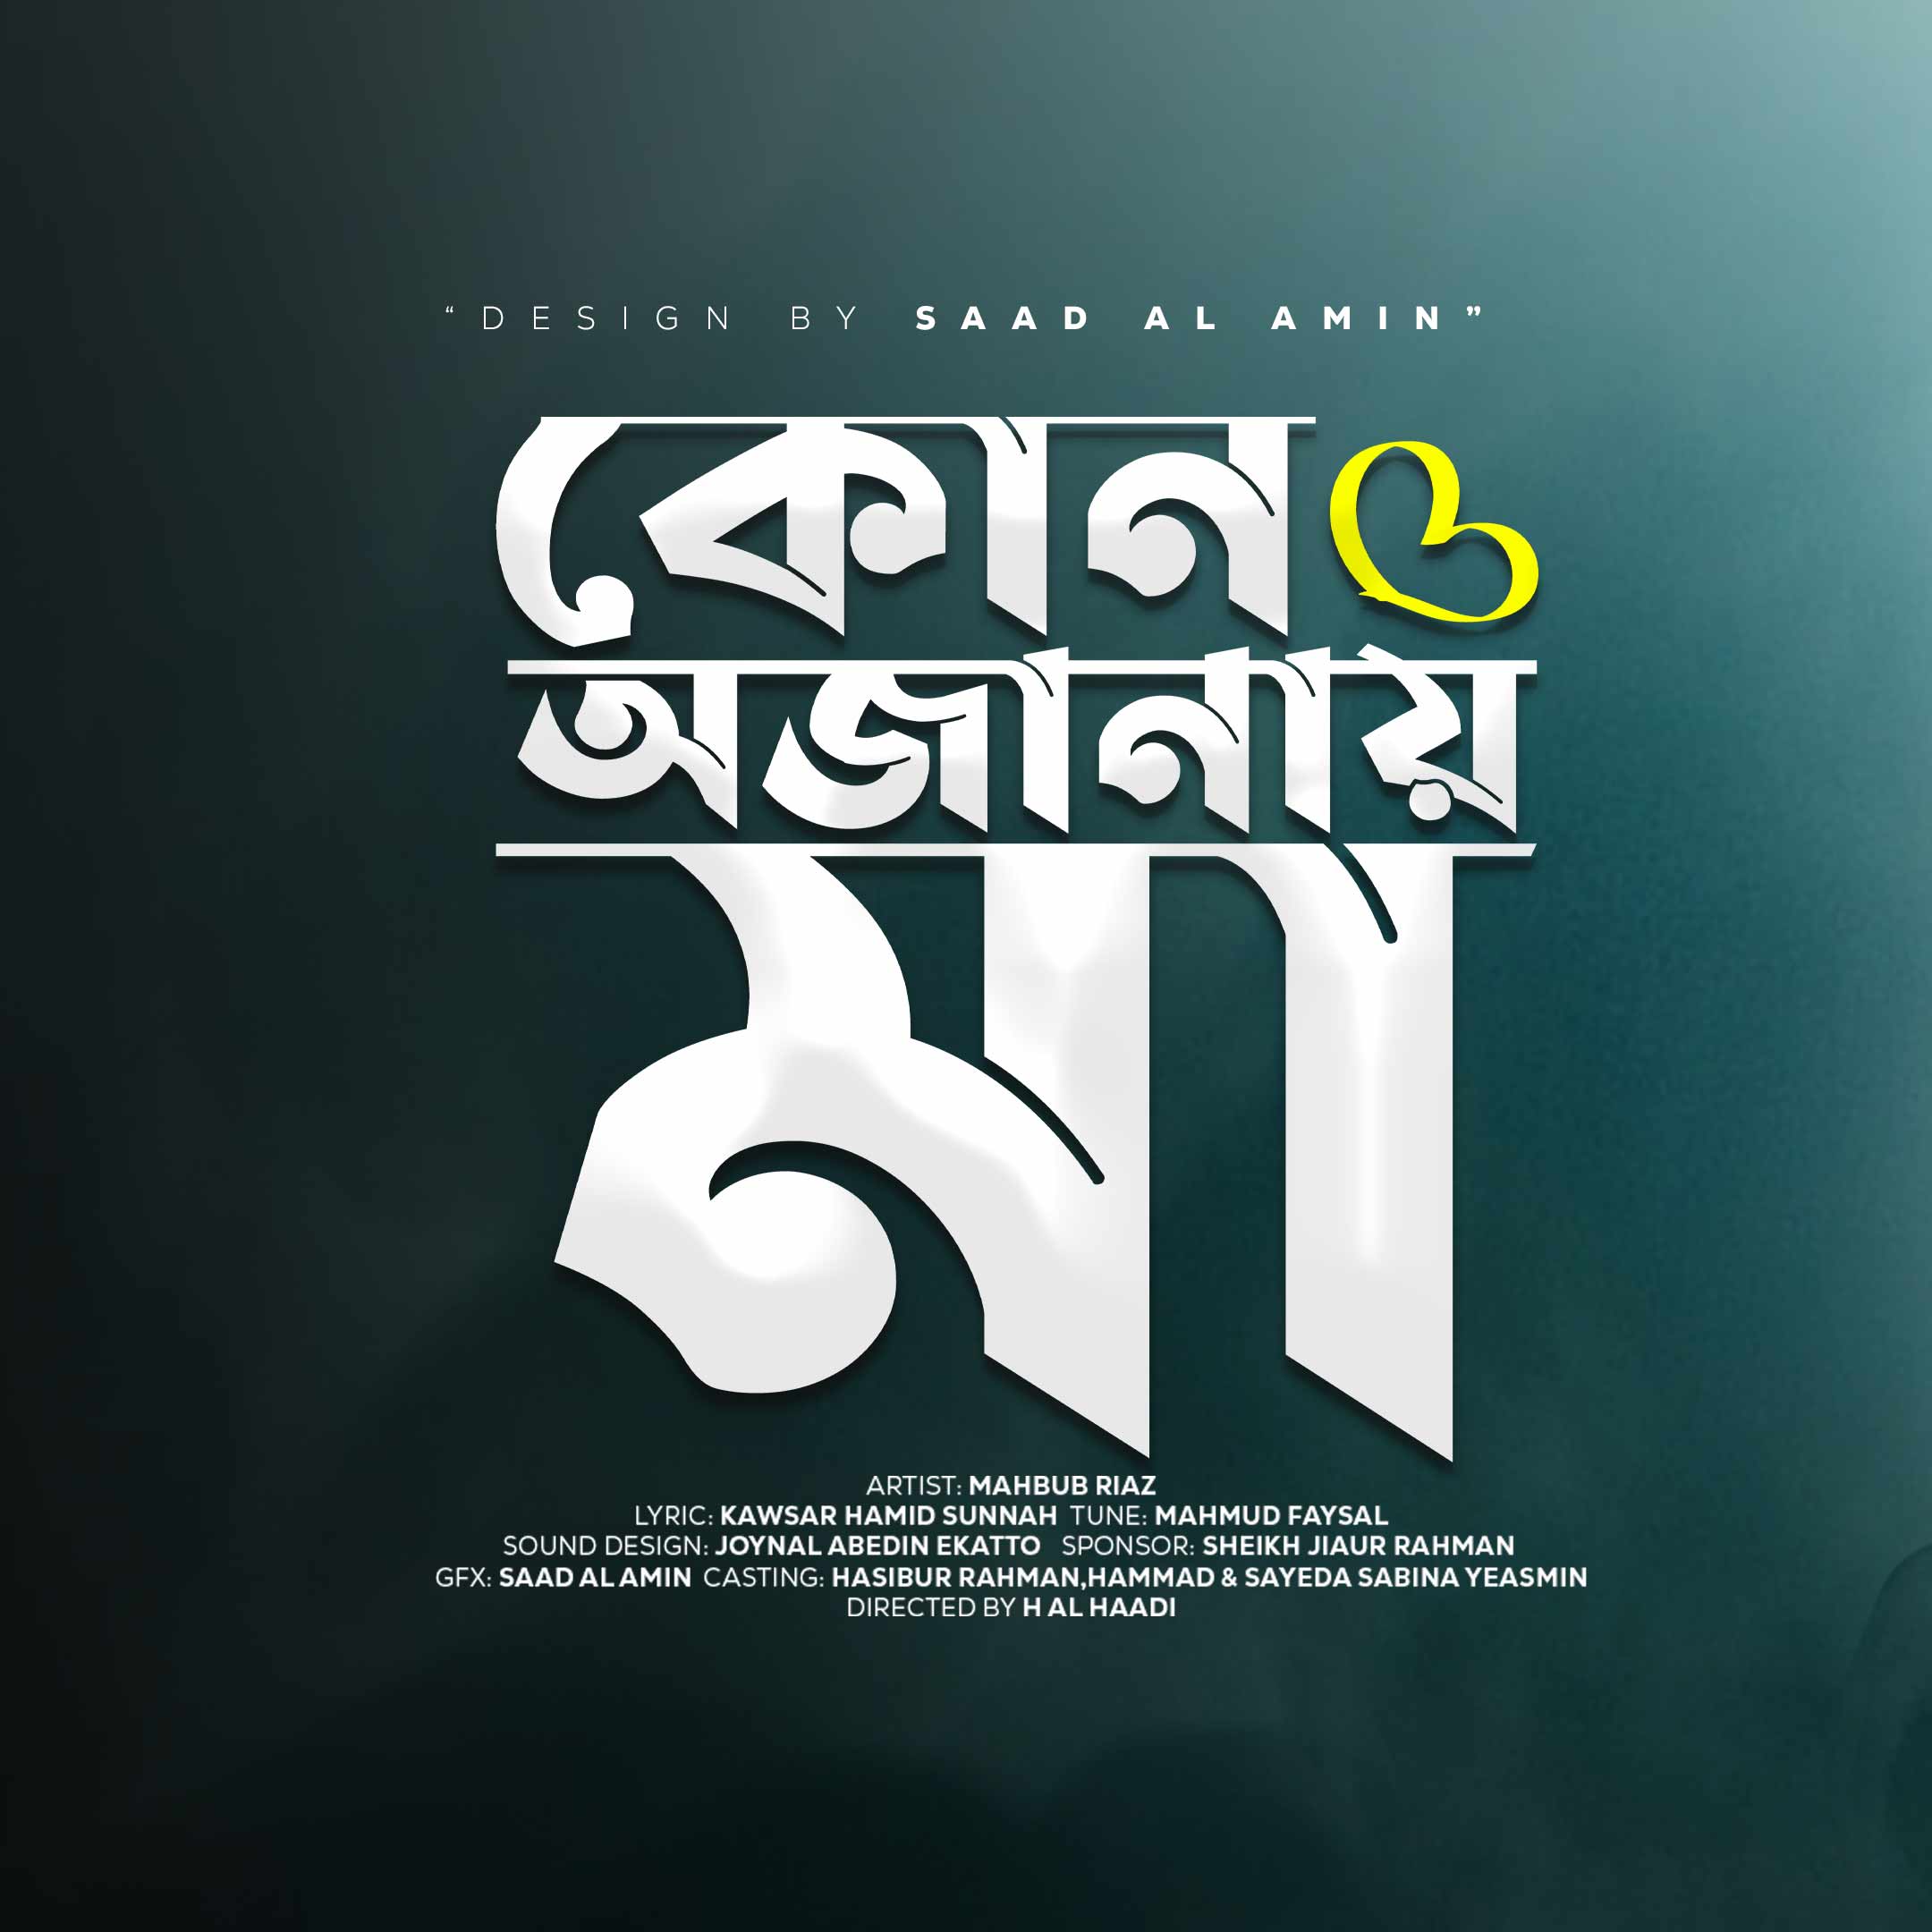 “DESIGN BY SAAD AL AMIN”
কোন
অজানায়
মা
ARTIST: MAHBUB RIAZ
LYRIC: KAWSAR HAMID SUNNAH TUNE: MAHMUD FAYSAL
SOUND DESIGN: JOYNAL ABEDIN EKATTO SPONSOR: SHEIKH JIAUR RAHMAN
GFX: SAAD AL AMIN CASTING: HASIBUR RAHMAN,HAMMAD & SAYEDA SABINA YEASMIN
DIRECTED BY H AL HAADI